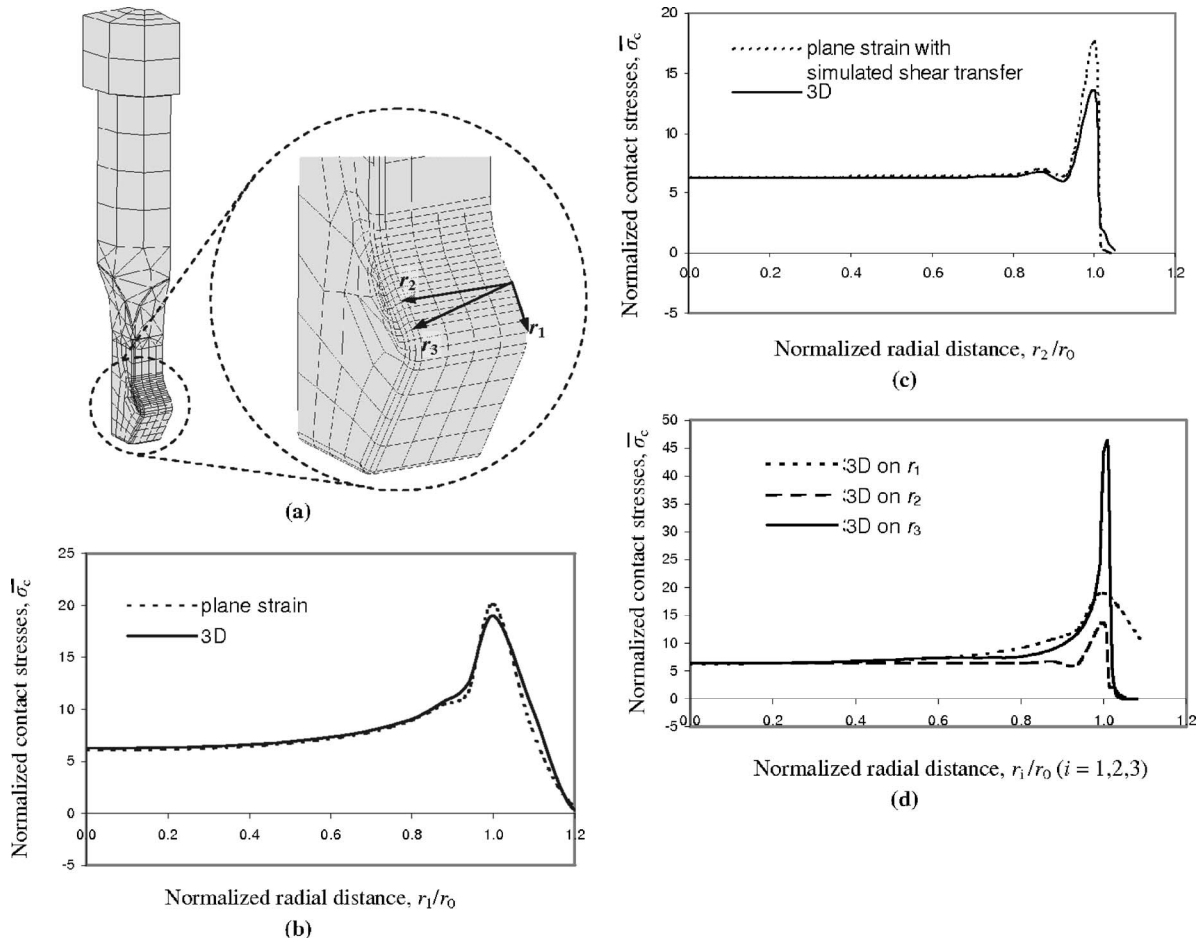 r2
r3
r1
(a)
Normalized contact stresses, σ̅c
25
20
15
10
5
0
-5
plane strain
3D
0.0 0.2 0.4 0.6 0.8 1.0 1.2
Normalized radial distance, r1/r0
(b)
Normalized contact stresses, σ̅c
20
15
10
5
0
-5
plane strain with
simulated shear transfer
3D
0.0 0.2 0.4 0.6 0.8 1.0 1.2
Normalized radial distance, r2/r0
(c)
Normalized contact stresses, σ̅c
50
45
40
35
30
25
20
15
10
5
0
-5
3D on r1
3D on r2
3D on r3
0.0 0.2 0.4 0.6 0.8 1.0 1.2
Normalized radial distance, ri/r0 (i = 1,2,3)
(d)